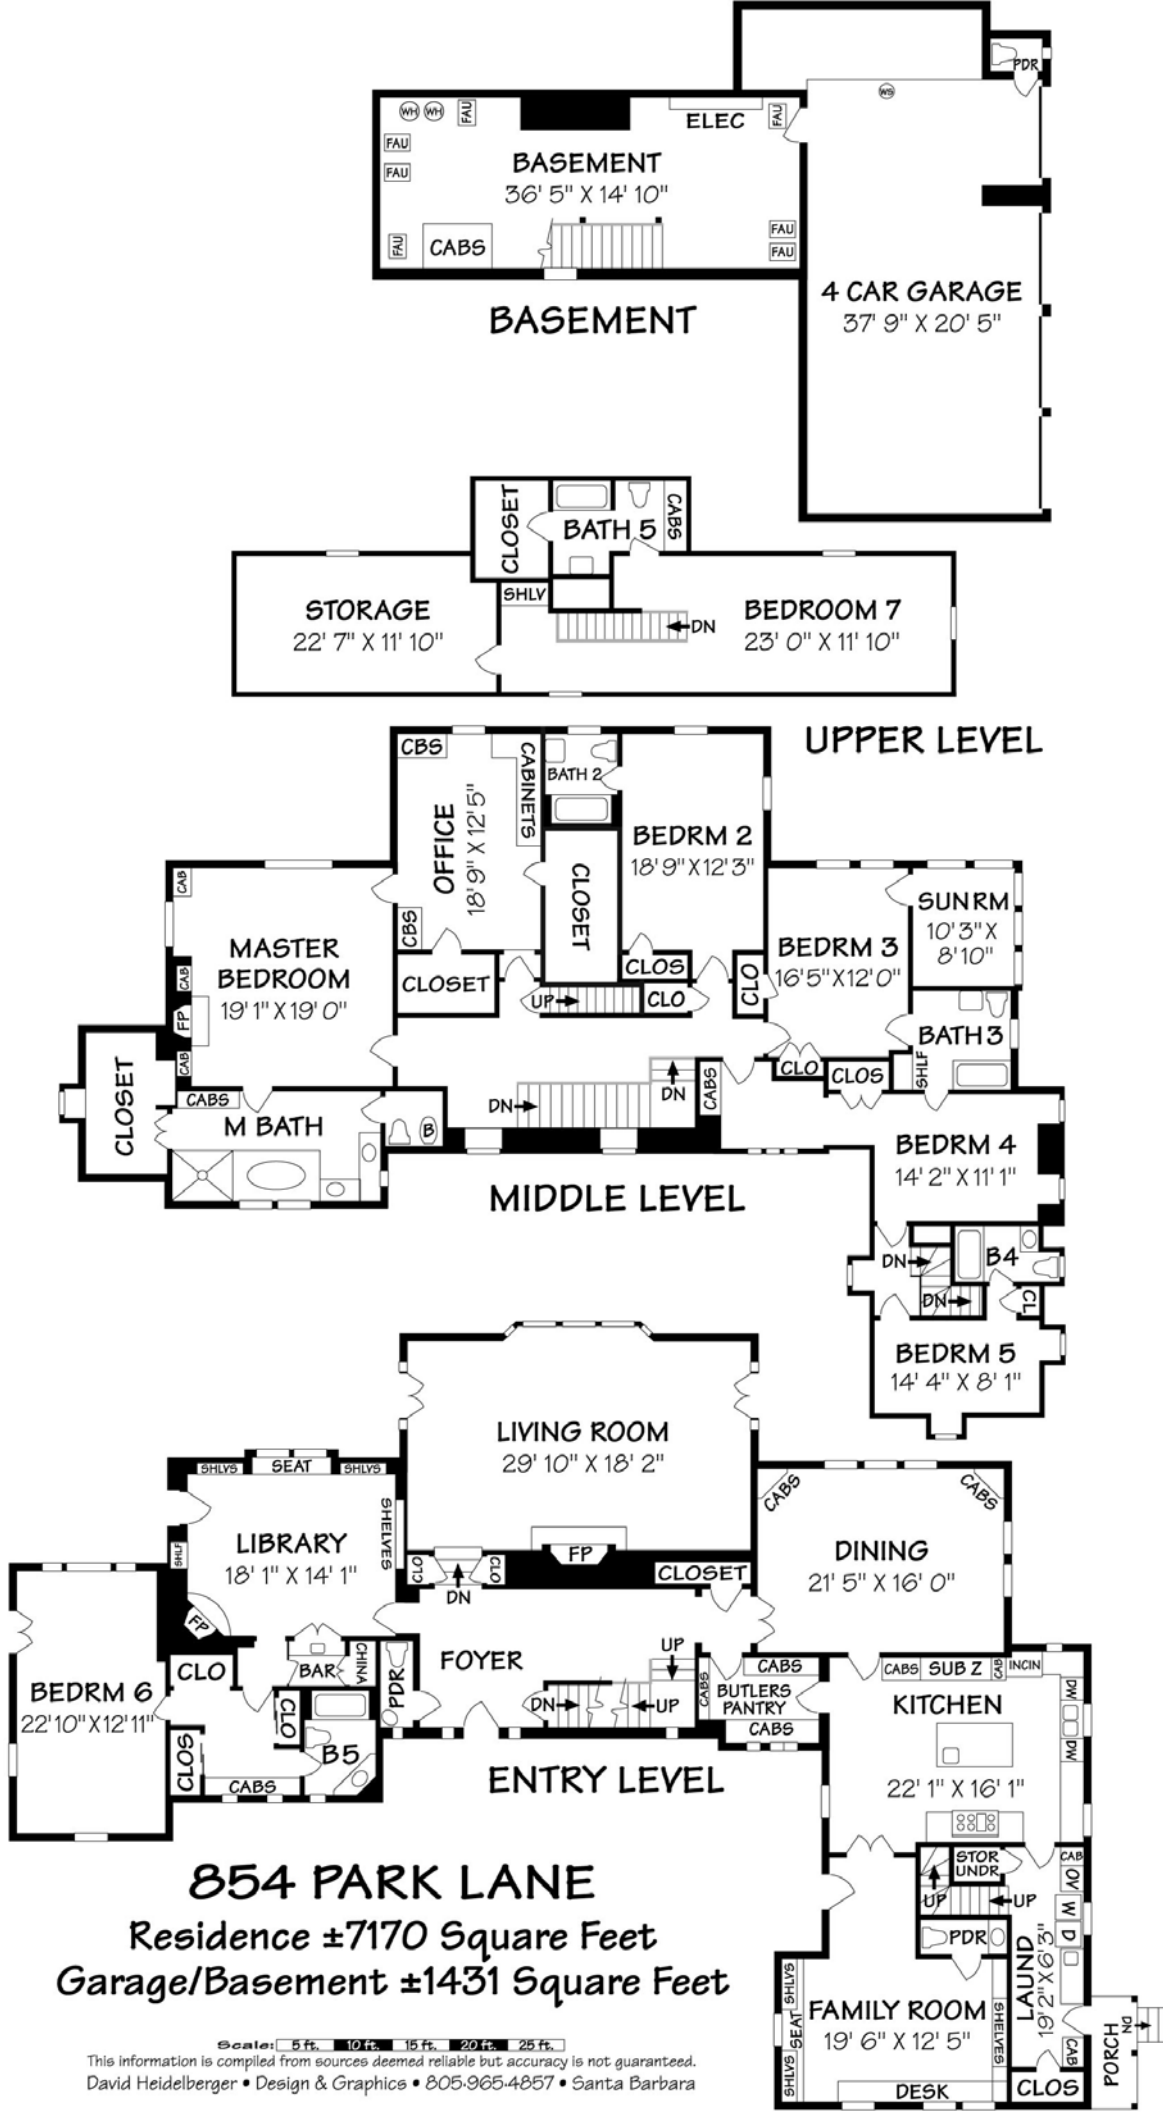 PDR
WS
WH
WH
FAU
ELEC
FAU
FAU
FAU
BASEMENT
36' 5" X 14' 10"
FAU
CABS
FAU
FAU
4 CAR GARAGE
37' 9" X 20' 5"
BASEMENT
CLOSET
BATH 5
CABS
STORAGE
22' 7" X 11' 10"
SHLV
DN
BEDROOM 7
23' 0" X 11' 10"
UPPER LEVEL
CBS
CABINETS
BATH 2
OFFICE
18' 9" X 12' 5"
BEDRM 2
18' 9" X 12' 3"
CAB
CLOSET
CBS
SUN RM
10' 3" X
8' 10"
MASTER
BEDROOM
19' 1" X 19' 0"
CAB
FP
CAB
CLOSET
CLOS
CLO
BEDRM 3
16' 5" X 12' 0"
UP
CLO
BATH 3
SHLF
CLO
CLOS
CLOSET
CABS
M BATH
B
DN
DN
CABS
BEDRM 4
14' 2" X 11' 1"
MIDDLE LEVEL
DN
B4
DN
CL
BEDRM 5
14' 4" X 8' 1"
LIVING ROOM
29' 10" X 18' 2"
SHLVS
SEAT
SHLVS
SHELVES
LIBRARY
18' 1" X 14' 1"
SHLF
FP
CABS
CABS
DINING
21' 5" X 16' 0"
CLO
DN
CLO
FP
CLOSET
FOYER
UP
DN
UP
PDR
BAR
CHINA
CLO
BEDRM 6
22' 10" X 12' 11"
CLO
CLOS
CABS
B5
CABS
CABS
BUTLERS
PANTRY
CABS
CABS
SUB Z
CAB
INCIN
KITCHEN
DW
DW
22' 1" X 16' 1"
ENTRY LEVEL
STOR
UNDR
UP
UP
CAB
OV
W
D
PDR
LAUND
19' 2" X 6' 3"
SHLVS
SEAT
SHLVS
FAMILY ROOM
19' 6" X 12' 5"
SHELVES
DESK
CAB
CLOS
PORCH
DN
854 PARK LANE
Residence ±7170 Square Feet
Garage/Basement ±1431 Square Feet
Scale: 5 ft. 10 ft. 15 ft. 20 ft. 25 ft.
This information is compiled from sources deemed reliable but accuracy is not guaranteed.
David Heidelberger • Design & Graphics • 805•965•4857 • Santa Barbara